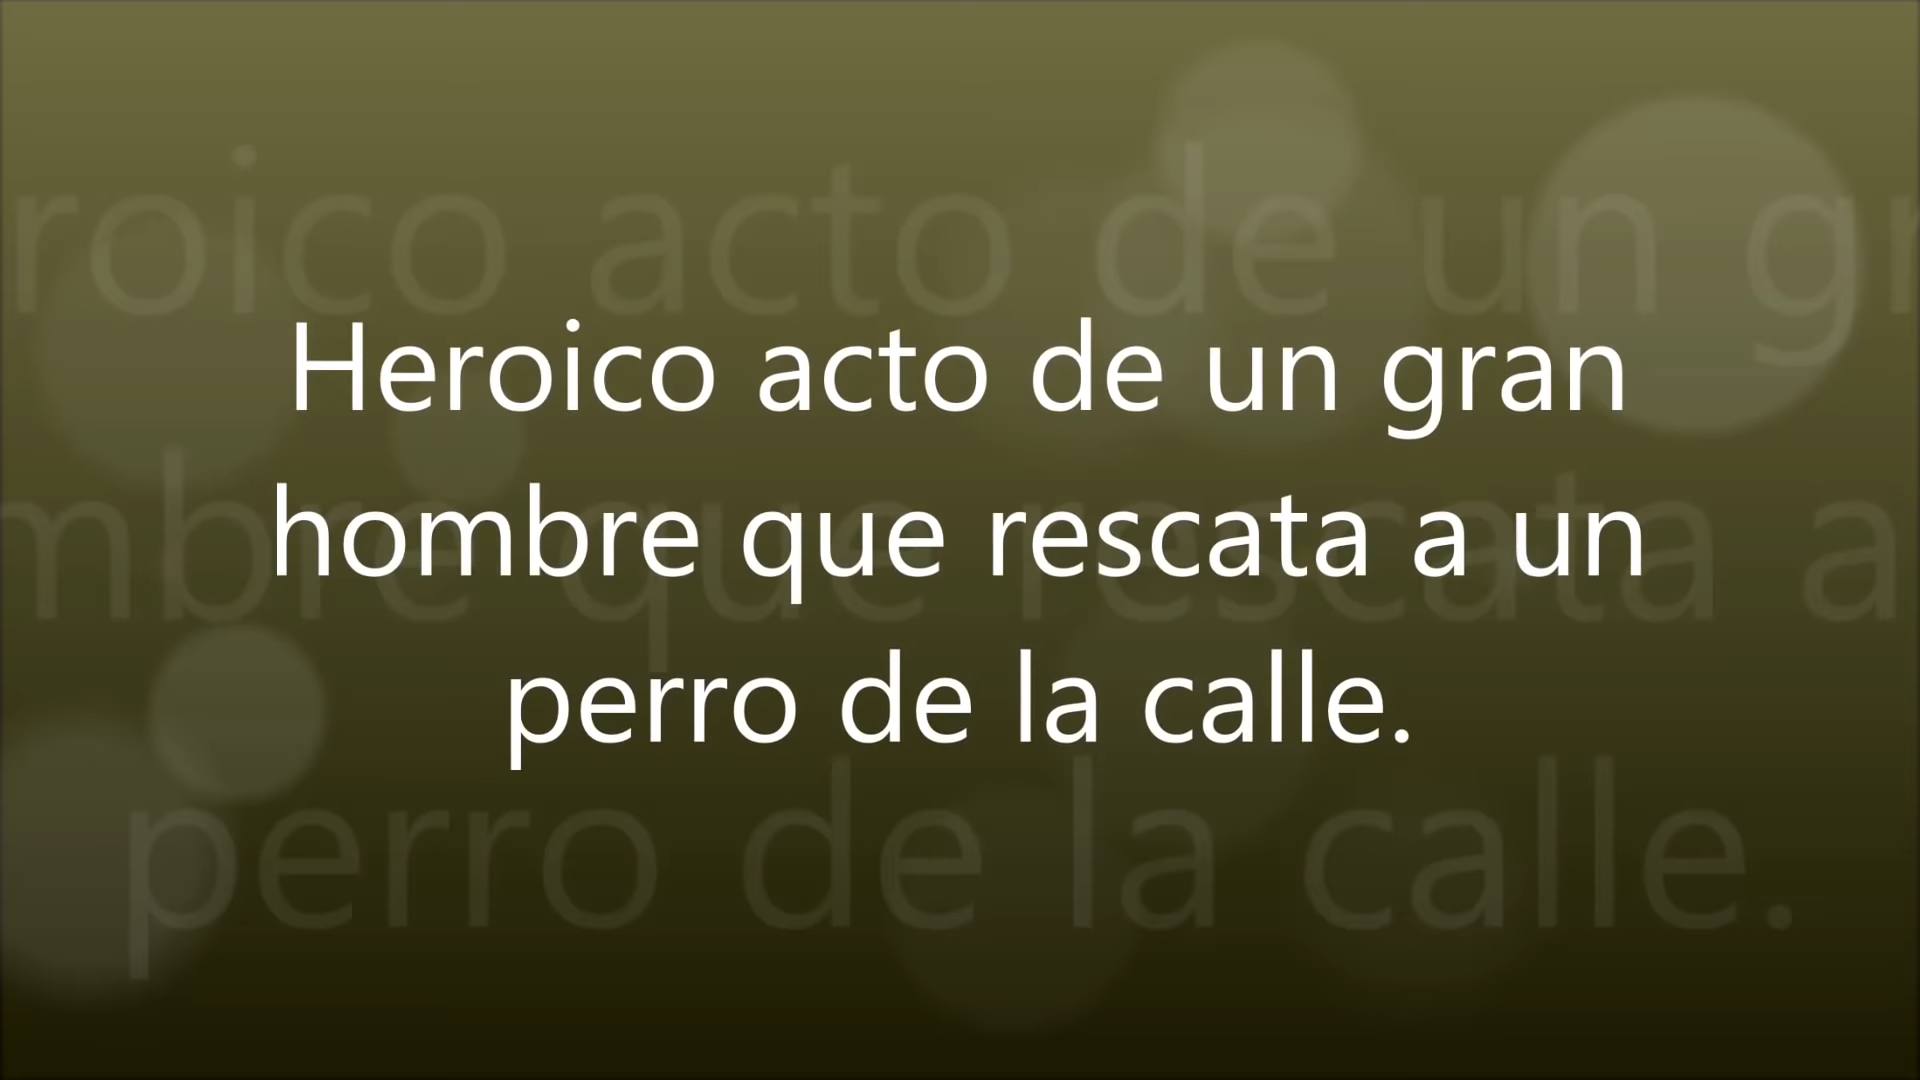 Heroico acto de un gran
hombre que rescata a un
perro de la calle.